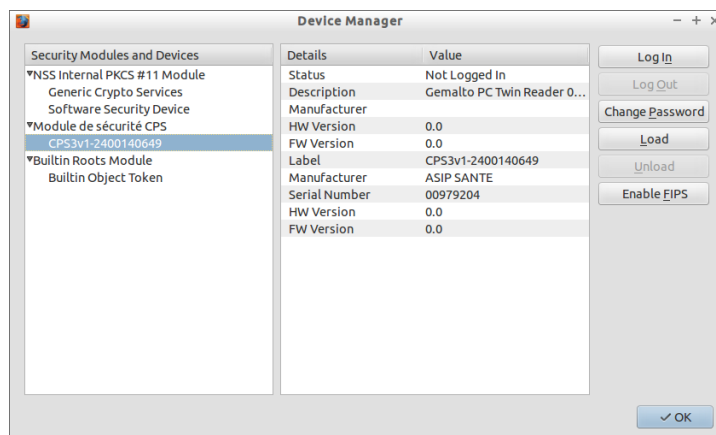 Device Manager
Security Modules and Devices
NSS Internal PKCS #11 Module
Generic Crypto Services
Software Security Device
Module de sécurité CPS
CPS3v1-2400140649
Builtin Roots Module
Builtin Object Token
Details Value
Status Not Logged In
Description Gemalto PC Twin Reader 0...
Manufacturer
HW Version 0.0
FW Version 0.0
Label CPS3v1-2400140649
Manufacturer ASIP SANTE
Serial Number 00979204
HW Version 0.0
FW Version 0.0
Log In
Log Out
Change Password
Load
Unload
Enable FIPS
OK